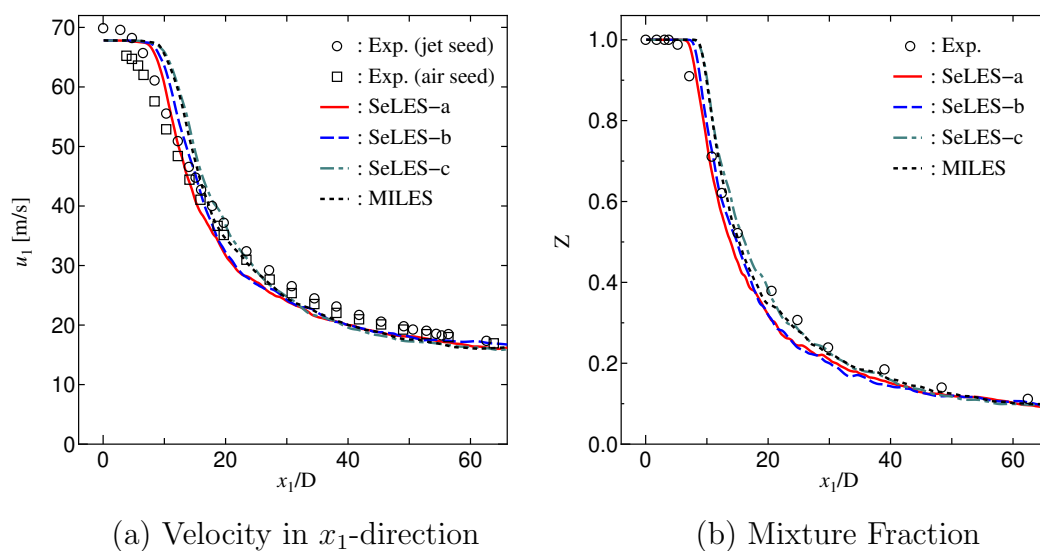 70
60
50
40
30
20
10
0
u₁ [m/s]
: Exp. (jet seed)
: Exp. (air seed)
: SeLES−a
: SeLES−b
: SeLES−c
: MILES
0 20 40 60
x₁/D
(a) Velocity in x₁-direction
1.0
0.8
0.6
0.4
0.2
0.0
Z
: Exp.
: SeLES−a
: SeLES−b
: SeLES−c
: MILES
0 20 40 60
x₁/D
(b) Mixture Fraction